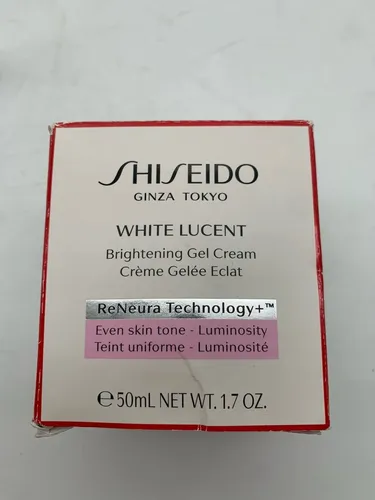 SHISEIDO
GINZA TOKYO
WHITE LUCENT
Brightening Gel Cream
Crème Gelée Eclat
ReNeura Technology+™
Even skin tone - Luminosity
Teint uniforme - Luminosité
℮50mL NET WT. 1.7 OZ.